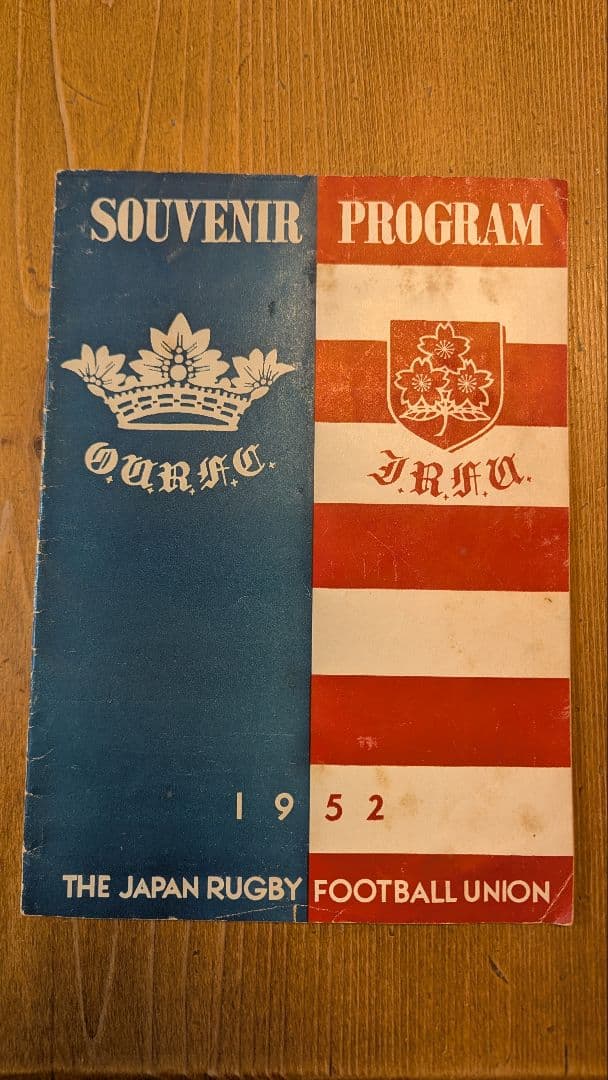 SOUVENIR PROGRAM
O.U.R.F.C.
J.R.F.U.
1952
THE JAPAN RUGBY FOOTBALL UNION